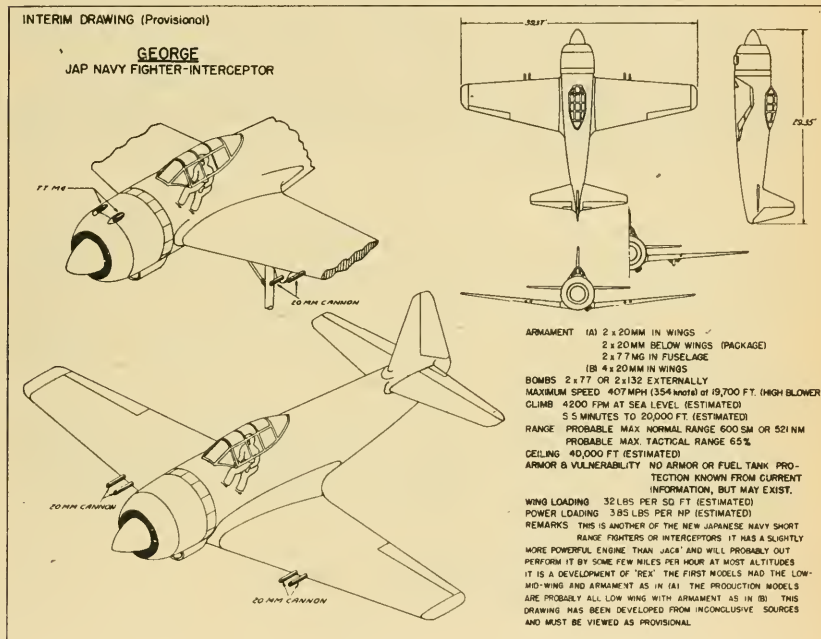 INTERIM DRAWING (Provisional)
GEORGE
JAP NAVY FIGHTER-INTERCEPTOR
7.7 MG
20 MM CANNON
20 MM CANNON
20 MM CANNON
29.35'
ARMAMENT (A) 2 x 20MM IN WINGS
2 x 20MM BELOW WINGS (PACKAGE)
2 x 77 MG IN FUSELAGE
(B) 4 x 20MM IN WINGS
BOMBS 2 x 77 OR 2 x 132 EXTERNALLY
MAXIMUM SPEED 407 MPH (354 knots) at 19,700 FT. (HIGH BLOWER
CLIMB 4200 FPM AT SEA LEVEL (ESTIMATED)
5 5 MINUTES TO 20,000 FT. (ESTIMATED)
RANGE PROBABLE MAX NORMAL RANGE 600 SM OR 521 NM
PROBABLE MAX. TACTICAL RANGE 65%
CEILING 40,000 FT (ESTIMATED)
ARMOR & VULNERABILITY NO ARMOR OR FUEL TANK PRO-
TECTION KNOWN FROM CURRENT
INFORMATION, BUT MAY EXIST.
WING LOADING 32 LBS PER SQ FT (ESTIMATED)
POWER LOADING 3 85 LBS PER HP (ESTIMATED)
REMARKS THIS IS ANOTHER OF THE NEW JAPANESE NAVY SHORT
RANGE FIGHTERS OR INTERCEPTORS IT HAS A SLIGHTLY
MORE POWERFUL ENGINE THAN 'JACK' AND WILL PROBABLY OUT
PERFORM IT BY SOME FEW MILES PER HOUR AT MOST ALTITUDES
IT IS A DEVELOPMENT OF 'REX' THE FIRST MODELS HAD THE LOW-
MID-WING AND ARMAMENT AS IN (A) THE PRODUCTION MODELS
ARE PROBABLY ALL LOW WING WITH ARMAMENT AS IN (B) THIS
DRAWING HAS BEEN DEVELOPED FROM INCONCLUSIVE SOURCES
AND MUST BE VIEWED AS PROVISIONAL